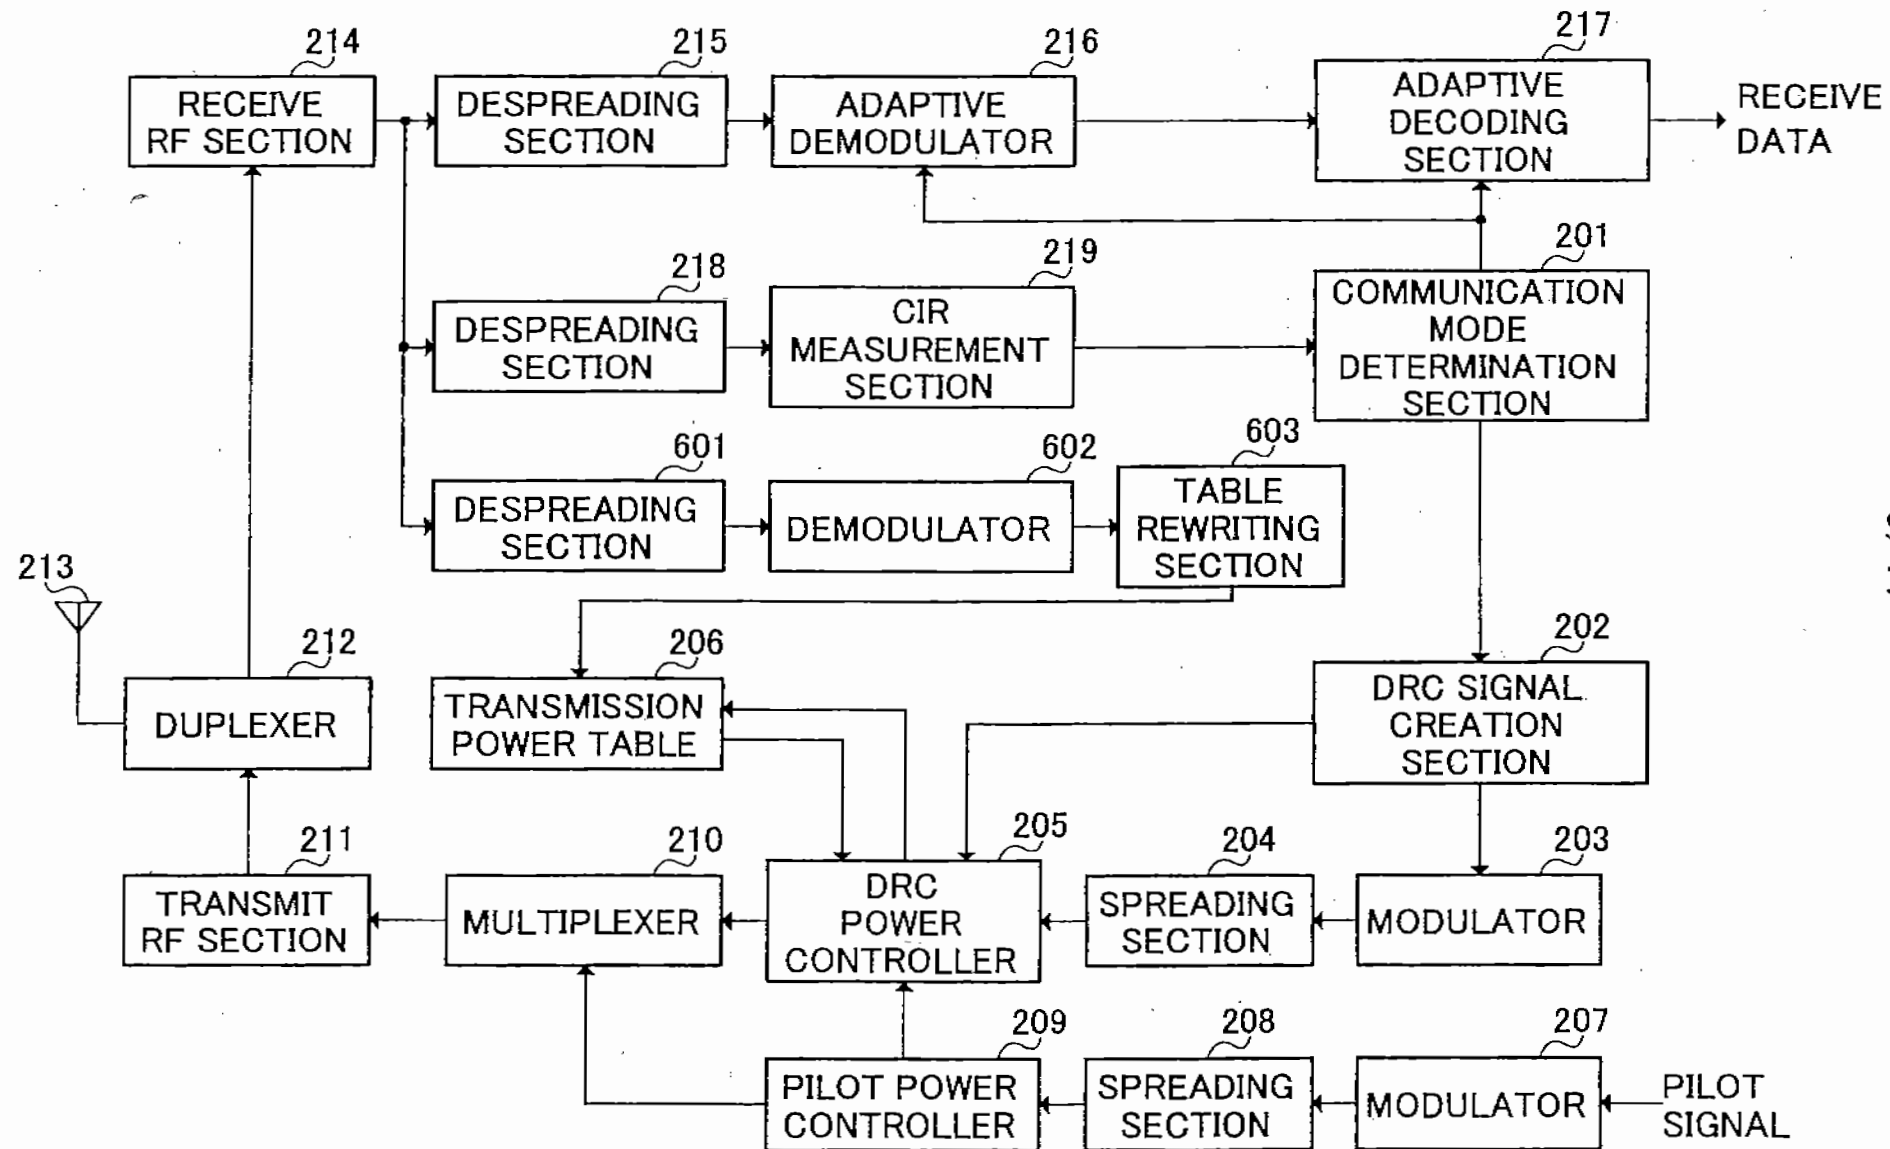 214
RECEIVE
RF SECTION
215
DESPREADING
SECTION
216
ADAPTIVE
DEMODULATOR
217
ADAPTIVE
DECODING
SECTION
RECEIVE
DATA
218
DESPREADING
SECTION
219
CIR
MEASUREMENT
SECTION
201
COMMUNICATION
MODE
DETERMINATION
SECTION
601
DESPREADING
SECTION
602
DEMODULATOR
603
TABLE
REWRITING
SECTION
213
212
DUPLEXER
206
TRANSMISSION
POWER TABLE
202
DRC SIGNAL
CREATION
SECTION
211
TRANSMIT
RF SECTION
210
MULTIPLEXER
205
DRC
POWER
CONTROLLER
204
SPREADING
SECTION
203
MODULATOR
209
PILOT POWER
CONTROLLER
208
SPREADING
SECTION
207
MODULATOR
PILOT
SIGNAL